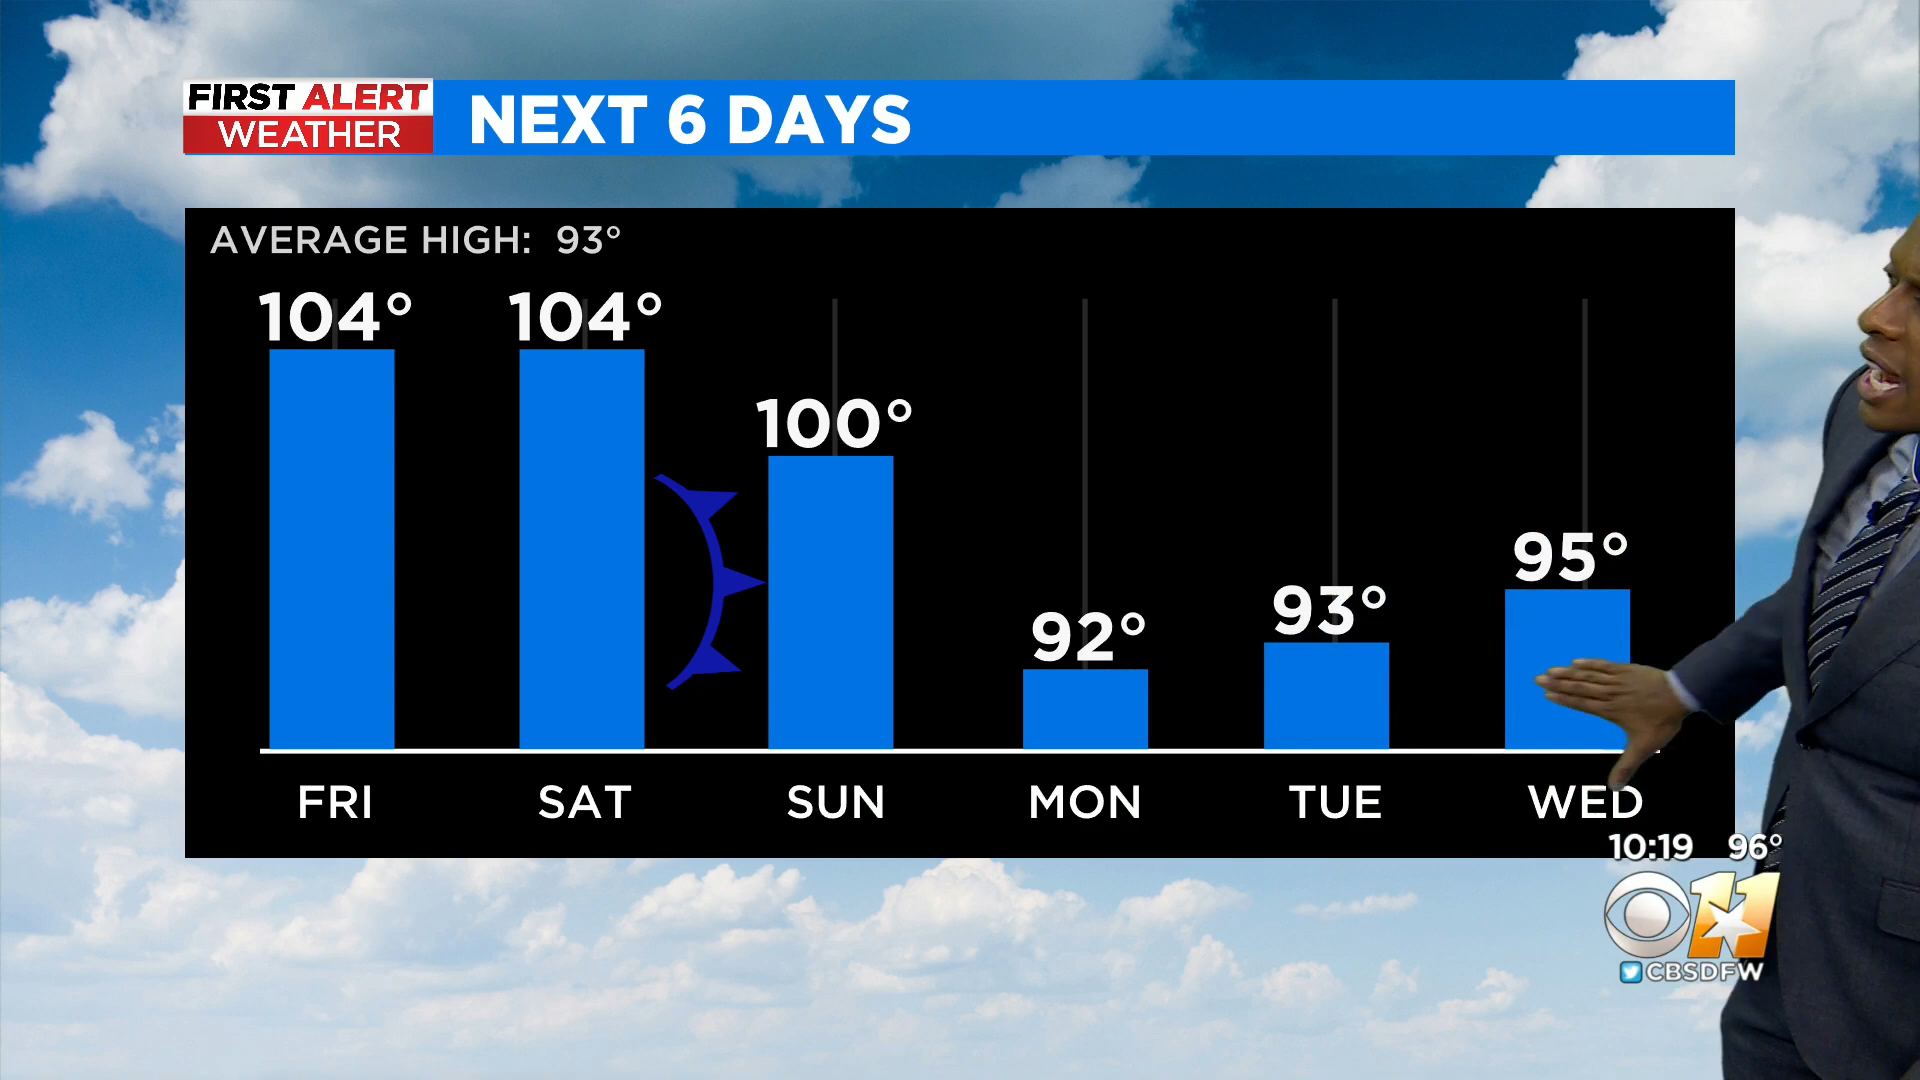 FIRST ALERT
WEATHER
NEXT 6 DAYS
AVERAGE HIGH: 93°
104°
104°
100°
92°
93°
95°
FRI
SAT
SUN
MON
TUE
WED
10:19 96°
11
CBSDFW